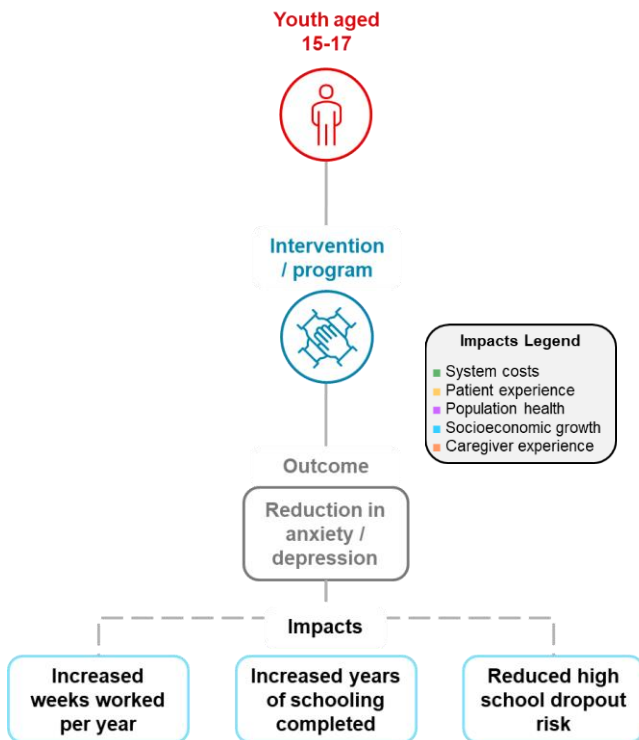 Youth aged
15-17
Intervention
/ program
Impacts Legend
System costs
Patient experience
Population health
Socioeconomic growth
Caregiver experience
Outcome
Reduction in
anxiety /
depression
Impacts
Increased
weeks worked
per year
Increased years
of schooling
completed
Reduced high
school dropout
risk